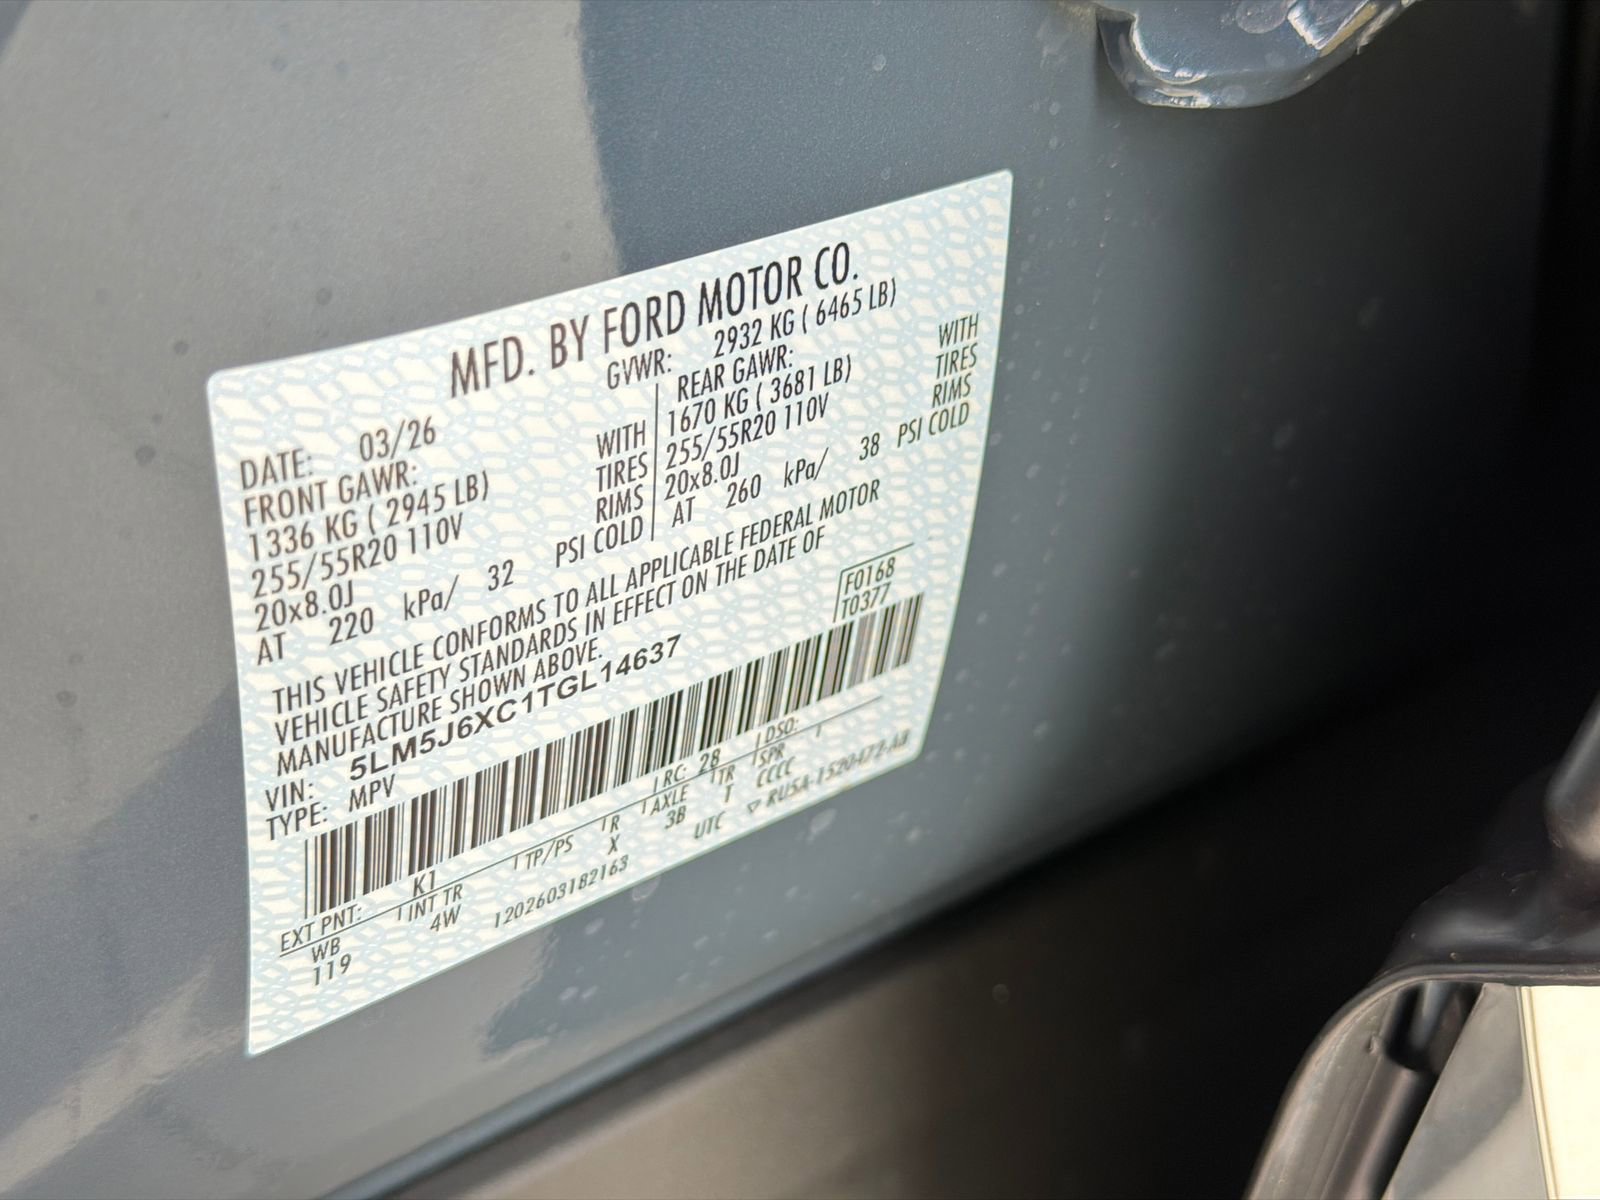 MFD. BY FORD MOTOR CO.
DATE: 03/26
GVWR: 2932 KG ( 6465 LB)
FRONT GAWR:
1336 KG ( 2945 LB) WITH
255/55R20 110V TIRES
20x8.0J RIMS
AT 220 kPa/ 32 PSI COLD
REAR GAWR:
1670 KG ( 3681 LB) WITH
255/55R20 110V TIRES
20x8.0J RIMS
AT 260 kPa/ 38 PSI COLD
THIS VEHICLE CONFORMS TO ALL APPLICABLE FEDERAL MOTOR
VEHICLE SAFETY STANDARDS IN EFFECT ON THE DATE OF
MANUFACTURE SHOWN ABOVE.
F0168
T0377
VIN: 5LM5J6XC1TGL14637
TYPE: MPV
EXT PNT: K1 RC: 28 DSO:
WB INT TR TP/PS R AXLE TR SPR
119 4W X 3B T CCCC
1202603182163 UTC ▽ RU5A-1520472-AB